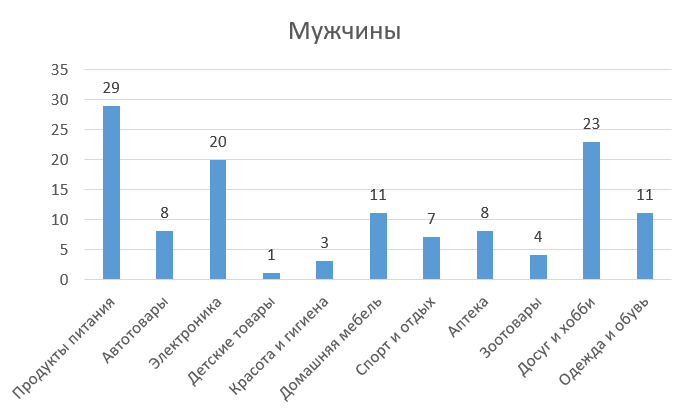 Мужчины
35
30
25
20
15
10
5
0
29
8
20
1
3
11
7
8
4
23
11
Продукты питания
Автотовары
Электроника
Детские товары
Красота и гигиена
Домашняя мебель
Спорт и отдых
Аптека
Зоотовары
Досуг и хобби
Одежда и обувь